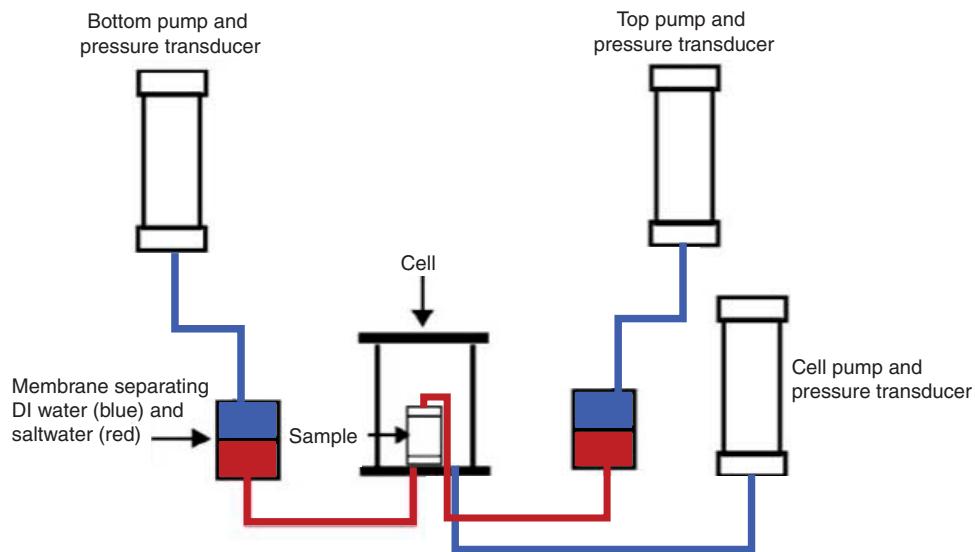 Bottom pump and
pressure transducer
Top pump and
pressure transducer
Cell
Cell pump and
pressure transducer
Membrane separating
DI water (blue) and
saltwater (red)
Sample